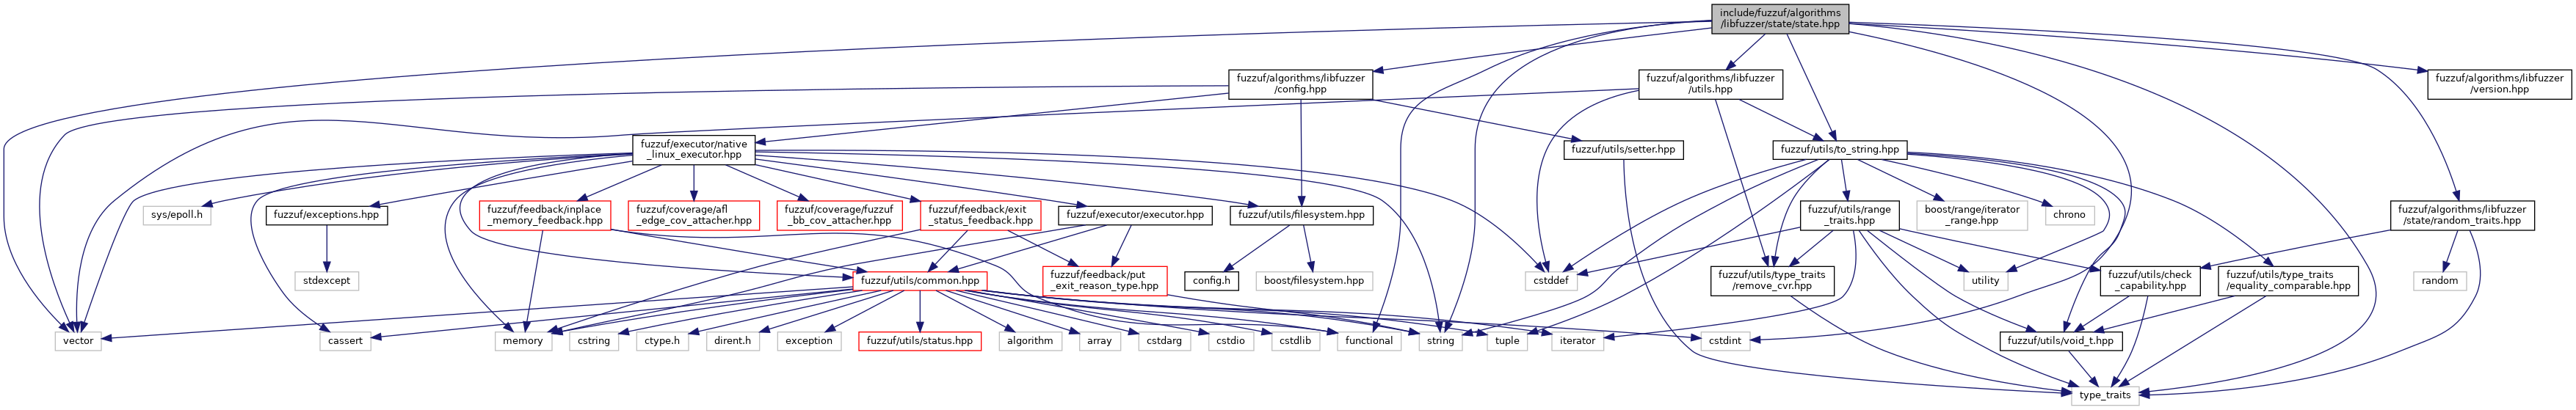 include/fuzzuf/algorithms
/libfuzzer/state/state.hpp
fuzzuf/algorithms/libfuzzer
/config.hpp
fuzzuf/algorithms/libfuzzer
/utils.hpp
fuzzuf/algorithms/libfuzzer
/version.hpp
fuzzuf/executor/native
_linux_executor.hpp
fuzzuf/utils/setter.hpp
fuzzuf/utils/to_string.hpp
sys/epoll.h
fuzzuf/exceptions.hpp
fuzzuf/feedback/inplace
_memory_feedback.hpp
fuzzuf/coverage/afl
_edge_cov_attacher.hpp
fuzzuf/coverage/fuzzuf
_bb_cov_attacher.hpp
fuzzuf/feedback/exit
_status_feedback.hpp
fuzzuf/executor/executor.hpp
fuzzuf/utils/filesystem.hpp
fuzzuf/utils/range
_traits.hpp
boost/range/iterator
_range.hpp
chrono
fuzzuf/algorithms/libfuzzer
/state/random_traits.hpp
stdexcept
fuzzuf/utils/common.hpp
fuzzuf/feedback/put
_exit_reason_type.hpp
config.h
boost/filesystem.hpp
cstddef
fuzzuf/utils/type_traits
/remove_cvr.hpp
utility
fuzzuf/utils/check
_capability.hpp
fuzzuf/utils/type_traits
/equality_comparable.hpp
random
vector
cassert
memory
cstring
ctype.h
dirent.h
exception
fuzzuf/utils/status.hpp
algorithm
array
cstdarg
cstdio
cstdlib
functional
string
tuple
iterator
cstdint
fuzzuf/utils/void_t.hpp
type_traits